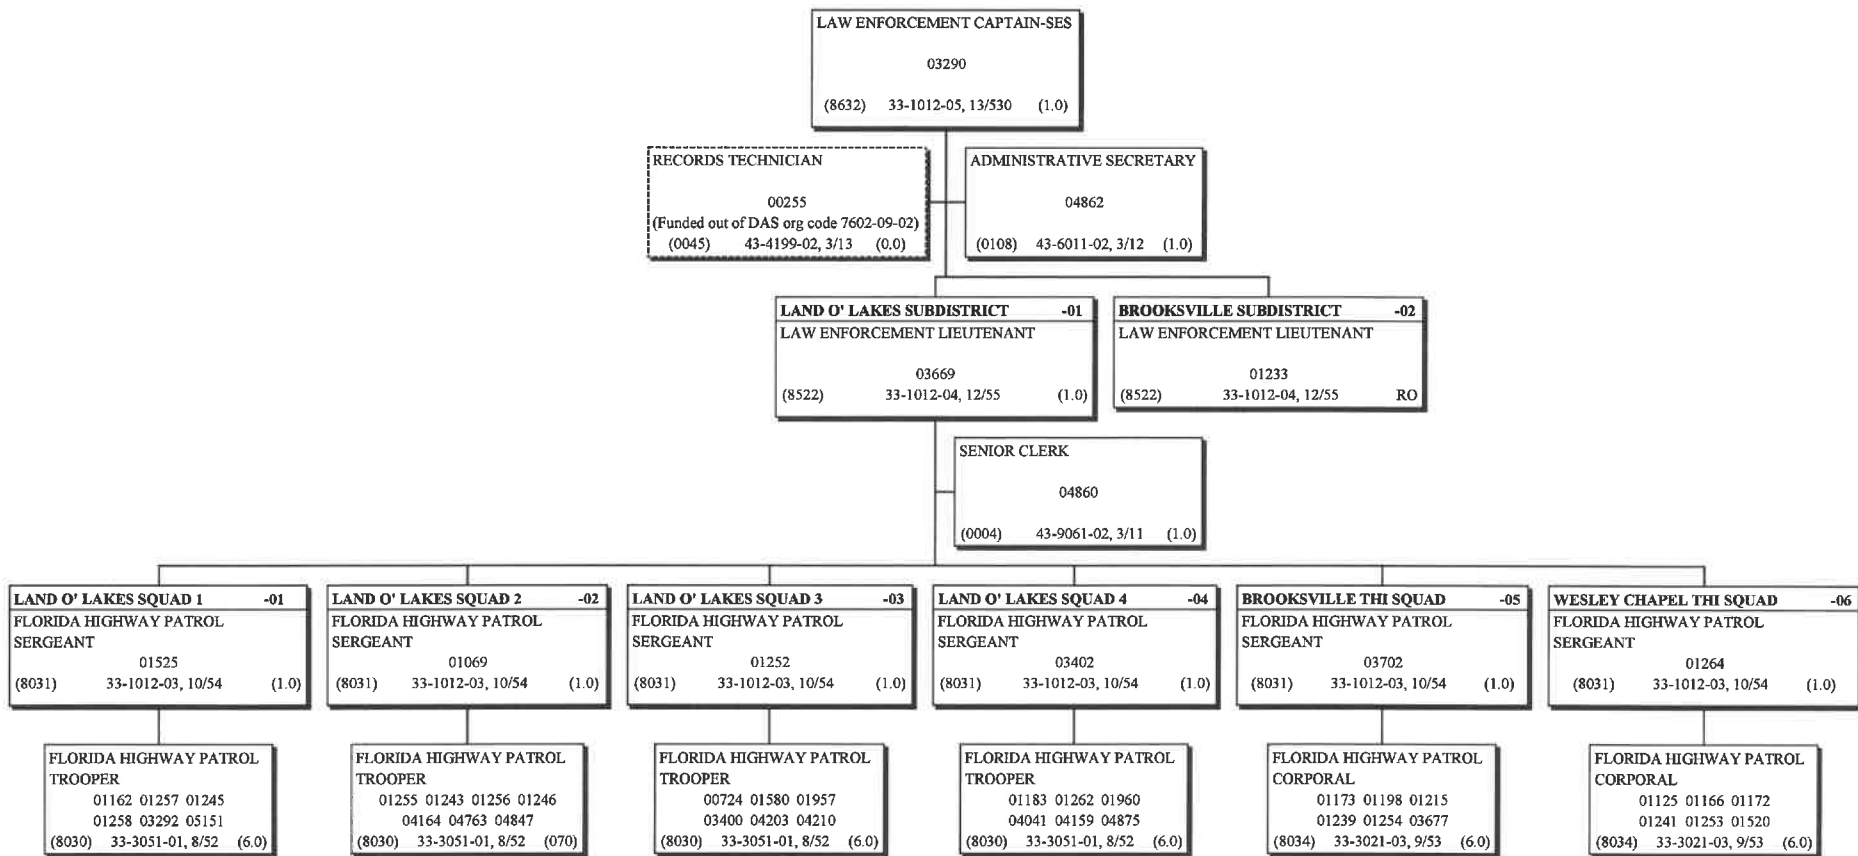 LAW ENFORCEMENT CAPTAIN-SES
03290
(8632) 33-1012-05, 13/530 (1.0)
RECORDS TECHNICIAN
00255
(Funded out of DAS org code 7602-09-02)
(0045) 43-4199-02, 3/13 (0.0)
ADMINISTRATIVE SECRETARY
04862
(0108) 43-6011-02, 3/12 (1.0)
LAND O' LAKES SUBDISTRICT -01
LAW ENFORCEMENT LIEUTENANT
03669
(8522) 33-1012-04, 12/55 (1.0)
BROOKSVILLE SUBDISTRICT -02
LAW ENFORCEMENT LIEUTENANT
01233
(8522) 33-1012-04, 12/55 RO
SENIOR CLERK
04860
(0004) 43-9061-02, 3/11 (1.0)
LAND O' LAKES SQUAD 1 -01
FLORIDA HIGHWAY PATROL
SERGEANT
01525
(8031) 33-1012-03, 10/54 (1.0)
LAND O' LAKES SQUAD 2 -02
FLORIDA HIGHWAY PATROL
SERGEANT
01069
(8031) 33-1012-03, 10/54 (1.0)
LAND O' LAKES SQUAD 3 -03
FLORIDA HIGHWAY PATROL
SERGEANT
01252
(8031) 33-1012-03, 10/54 (1.0)
LAND O' LAKES SQUAD 4 -04
FLORIDA HIGHWAY PATROL
SERGEANT
03402
(8031) 33-1012-03, 10/54 (1.0)
BROOKSVILLE THI SQUAD -05
FLORIDA HIGHWAY PATROL
SERGEANT
03702
(8031) 33-1012-03, 10/54 (1.0)
WESLEY CHAPEL THI SQUAD -06
FLORIDA HIGHWAY PATROL
SERGEANT
01264
(8031) 33-1012-03, 10/54 (1.0)
FLORIDA HIGHWAY PATROL
TROOPER
01162 01257 01245
01258 03292 05151
(8030) 33-3051-01, 8/52 (6.0)
FLORIDA HIGHWAY PATROL
TROOPER
01255 01243 01256 01246
04164 04763 04847
(8030) 33-3051-01, 8/52 (070)
FLORIDA HIGHWAY PATROL
TROOPER
00724 01580 01957
03400 04203 04210
(8030) 33-3051-01, 8/52 (6.0)
FLORIDA HIGHWAY PATROL
TROOPER
01183 01262 01960
04041 04159 04875
(8030) 33-3051-01, 8/52 (6.0)
FLORIDA HIGHWAY PATROL
CORPORAL
01173 01198 01215
01239 01254 03677
(8034) 33-3021-03, 9/53 (6.0)
FLORIDA HIGHWAY PATROL
CORPORAL
01125 01166 01172
01241 01253 01520
(8034) 33-3021-03, 9/53 (6.0)